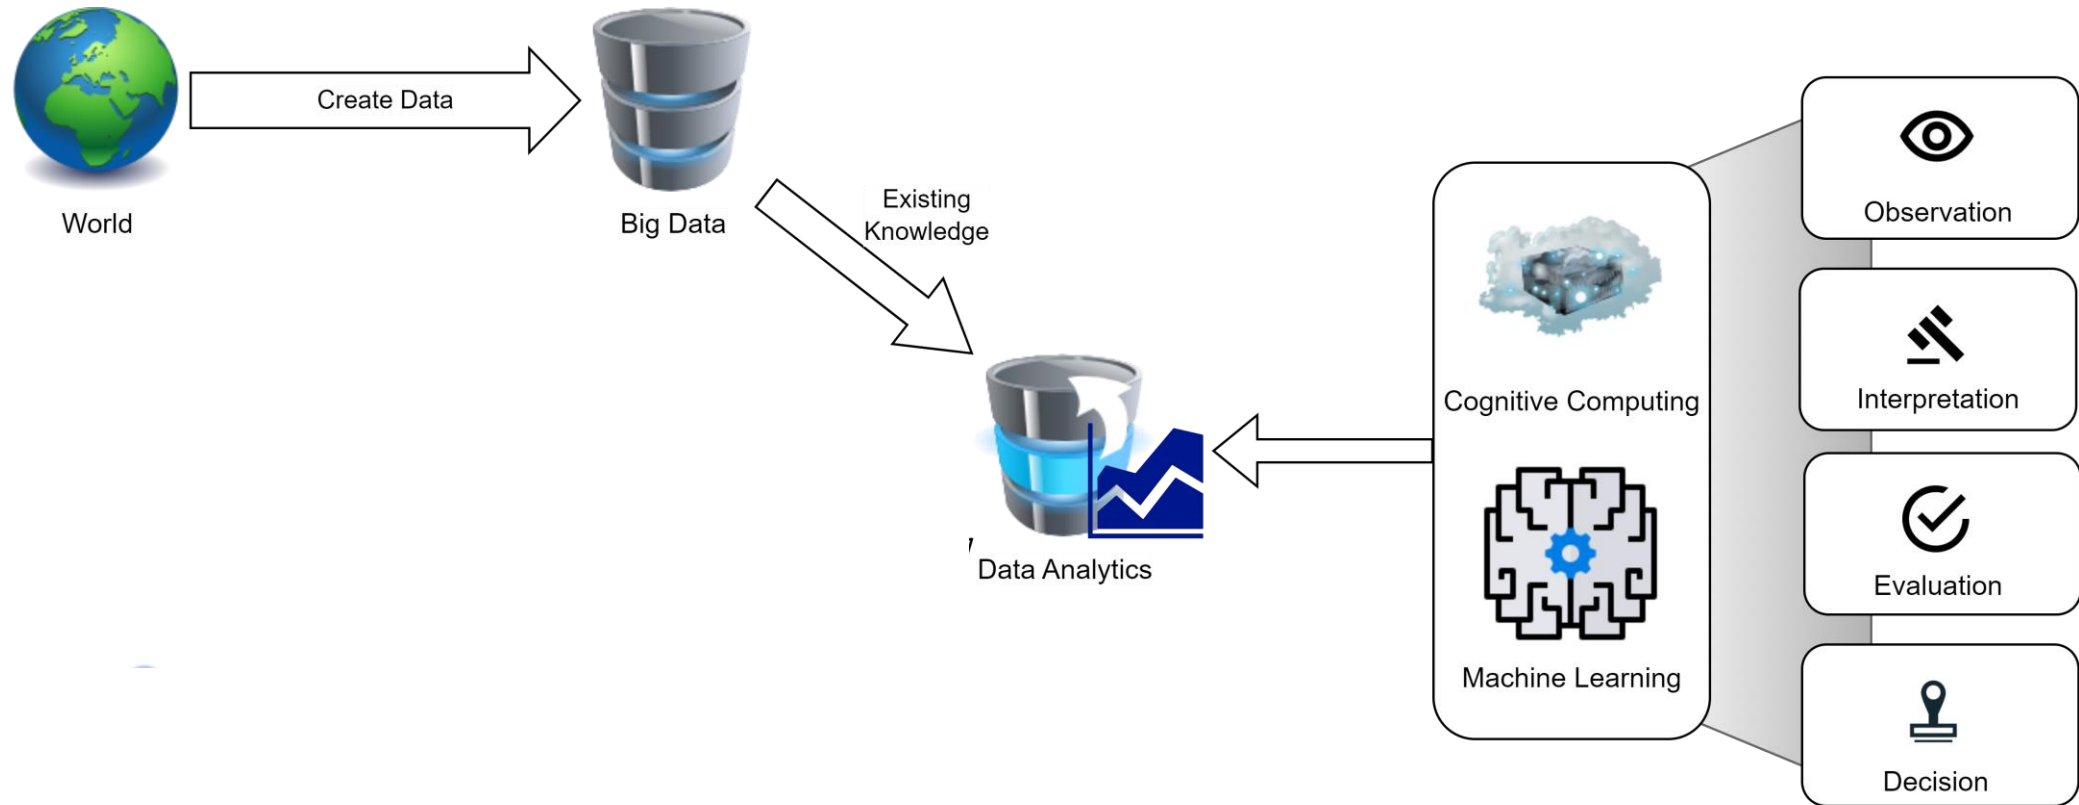 Create Data
World
Big Data
Existing
Knowledge
Data Analytics
Cognitive Computing
Machine Learning
Observation
Interpretation
Evaluation
Decision